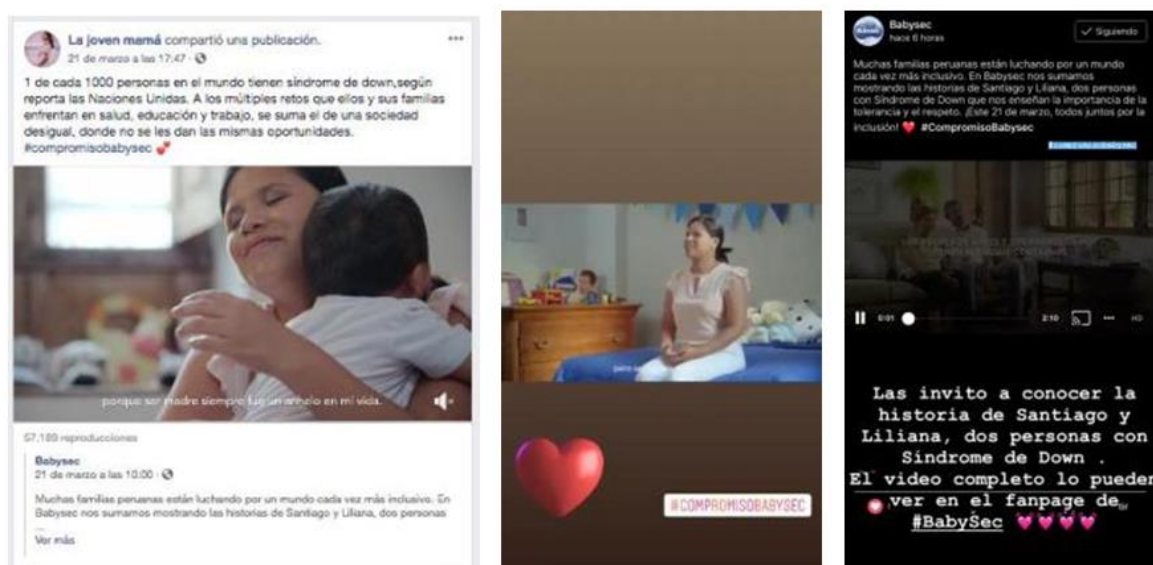 La joven mamá compartió una publicación.
21 de marzo a las 17:47
1 de cada 1000 personas en el mundo tienen síndrome de down,según
reporta las Naciones Unidas. A los múltiples retos que ellos y sus familias
enfrentan en salud, educación y trabajo, se suma el de una sociedad
desigual, donde no se les dan las mismas oportunidades.
#compromisobabysec
porque ser madre siempre fue un anhelo en mi vida.
57.189 reproducciones
Babysec
21 de marzo a las 10:00
Muchas familias peruanas están luchando por un mundo cada vez más inclusivo. En
Babysec nos sumamos mostrando las historias de Santiago y Liliana, dos personas
...
Ver más
#COMPROMISOBABYSEC
Babysec
hace 6 horas
Siguiendo
Muchas familias peruanas están luchando por un mundo
cada vez más inclusivo. En Babysec nos sumamos
mostrando las historias de Santiago y Liliana, dos personas
con Síndrome de Down que nos enseñan la importancia de la
tolerancia y el respeto. ¡Este 21 de marzo, todos juntos por la
inclusión! #CompromisoBabysec
0:01
2:10
HD
Las invito a conocer la
historia de Santiago y
Liliana, dos personas con
Síndrome de Down .
El video completo lo pueden
ver en el fanpage de
#BabySec